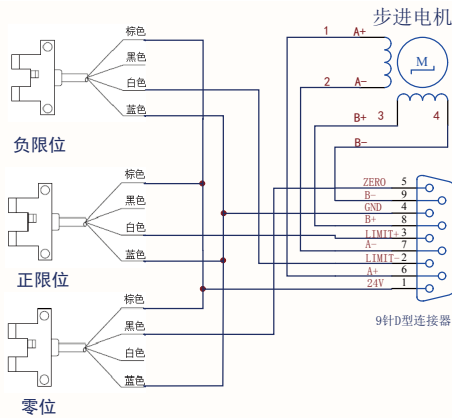 步进电机
棕色
黑色
白色
蓝色
负限位
1 A+
2 A-
M
B+ 3 4
B-
棕色
黑色
白色
蓝色
正限位
ZERO 5
B- 9
GND 4
B+ 8
LIMIT+ 3
A- 7
LIMIT- 2
A+ 6
24V 1
9针D型连接器
棕色
黑色
白色
蓝色
零位